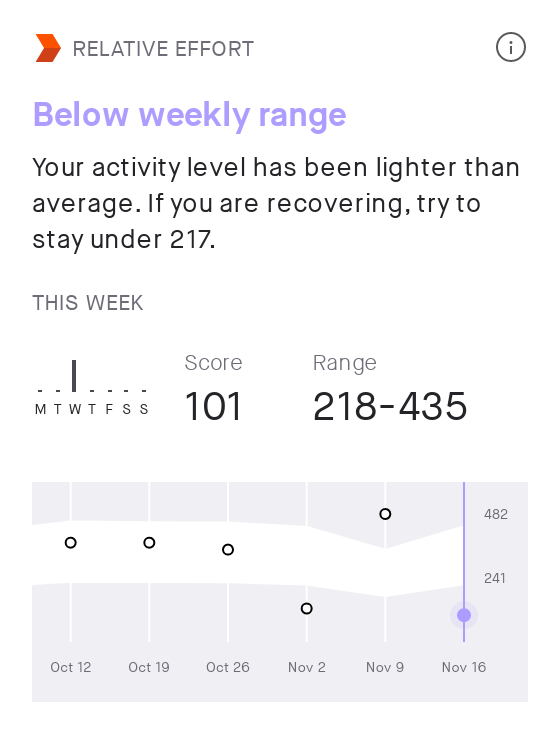 RELATIVE EFFORT
Below weekly range
Your activity level has been lighter than
average. If you are recovering, try to
stay under 217.
THIS WEEK
M T W T F S S
Score
101
Range
218-435
482
241
Oct 12 Oct 19 Oct 26 Nov 2 Nov 9 Nov 16